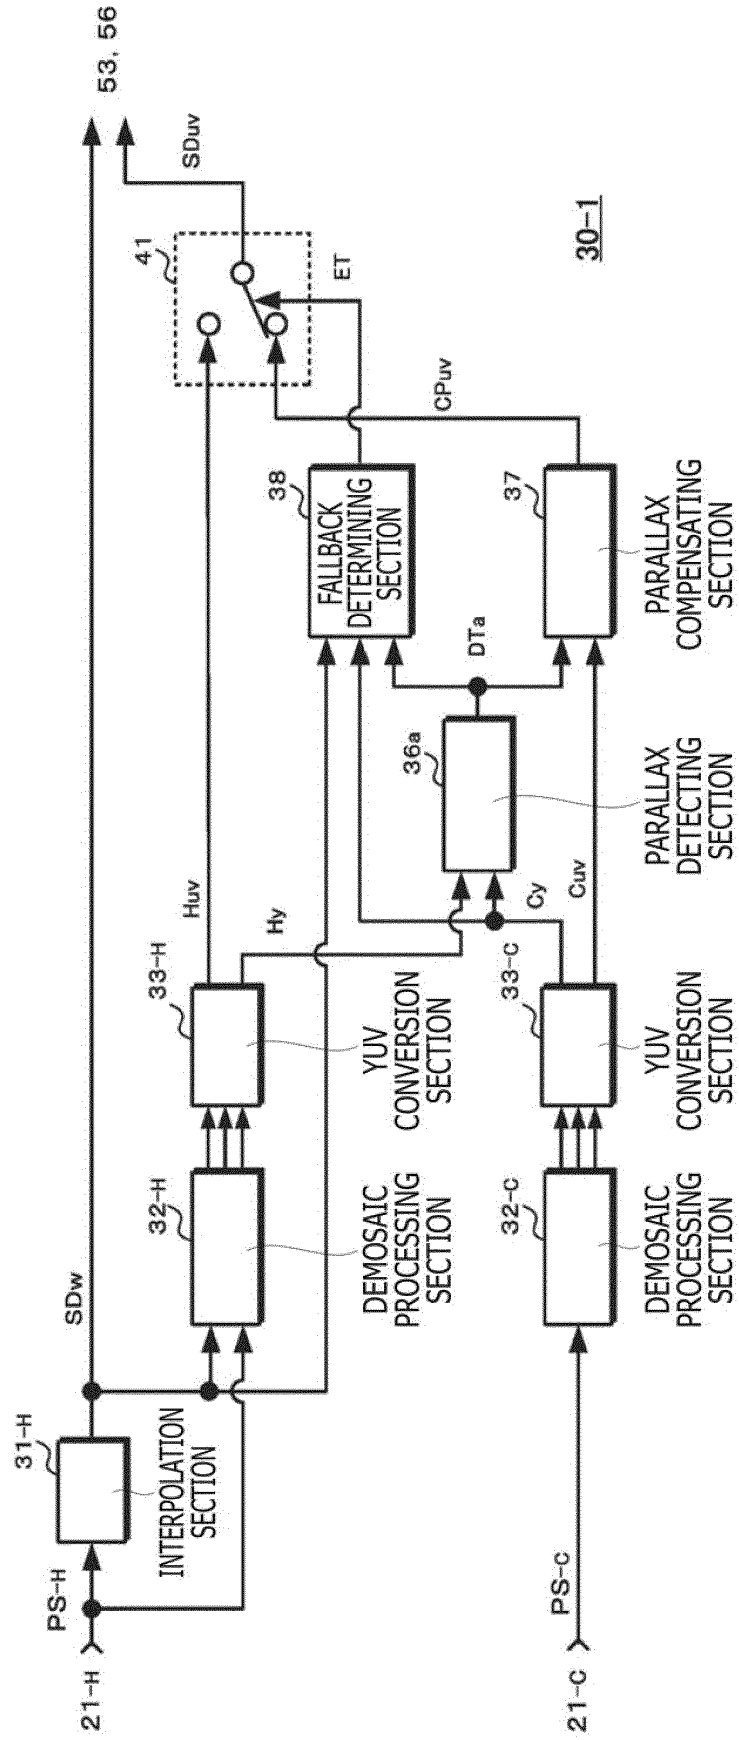 21-H
PS-H
31-H
INTERPOLATION
SECTION
SDw
53, 56
32-H
DEMOSAIC
PROCESSING
SECTION
33-H
YUV
CONVERSION
SECTION
Huv
Hy
41
SDuv
ET
38
FALLBACK
DETERMINING
SECTION
36a
PARALLAX
DETECTING
SECTION
DTa
CPuv
37
PARALLAX
COMPENSATING
SECTION
21-C
PS-C
32-C
DEMOSAIC
PROCESSING
SECTION
33-C
YUV
CONVERSION
SECTION
Cy
Cuv
30-1